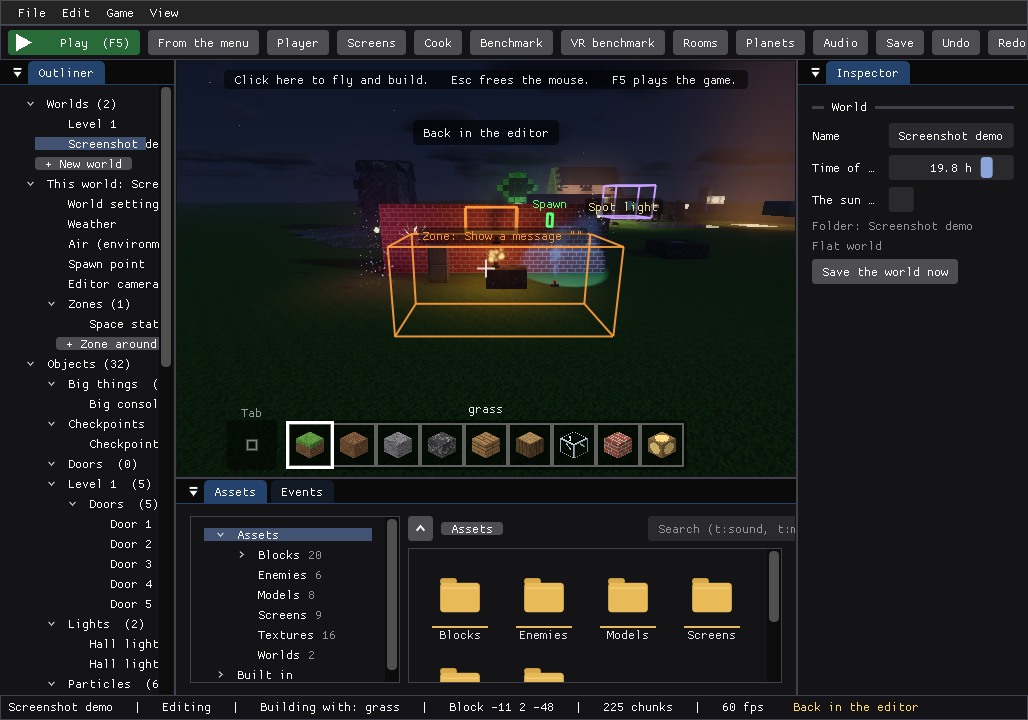 File Edit Game View
Play (F5) From the menu Player Screens Cook Benchmark VR benchmark Rooms Planets Audio Save Undo Redo
Outliner
Worlds (2)
Level 1
Screenshot de
+ New world
This world: Scre
World setting
Weather
Air (environm
Spawn point
Editor camera
Zones (1)
Space stat
+ Zone around
Objects (32)
Big things (
Big consol
Checkpoints
Checkpoint
Doors (0)
Level 1 (5)
Doors (5)
Door 1
Door 2
Door 3
Door 4
Door 5
Lights (2)
Hall light
Hall light
Particles (6
Click here to fly and build. Esc frees the mouse. F5 plays the game.
Back in the editor
Spawn
Spot light
Zone: Show a message ""
grass
Tab
Assets Events
Assets
Blocks 20
Enemies 6
Models 8
Screens 9
Textures 16
Worlds 2
Built in
Assets
Search (t:sound, t:m
Blocks Enemies Models Screens
Inspector
World
Name Screenshot demo
Time of … 19.8 h
The sun …
Folder: Screenshot demo
Flat world
Save the world now
Screenshot demo | Editing | Building with: grass | Block -11 2 -48 | 225 chunks | 60 fps Back in the editor